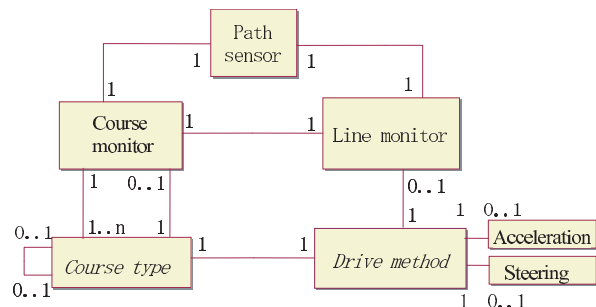 Path
sensor
1
1
1
1
Course
monitor
1
1
Line monitor
1
0..1
0..1
1..n
1
1
1
0..1
0..1
Course type
0..1
1
1
Drive method
Acceleration
Steering
1
0..1